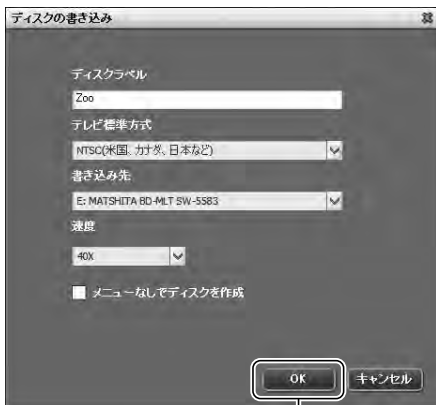 ディスクの書き込み
ディスクラベル
Zoo
テレビ標準方式
NTSC(米国、カナダ、日本など)
書き込み先
E: MATSHITA BD-MLT SW-5583
速度
40X
メニューなしでディスクを作成
OK キャンセル